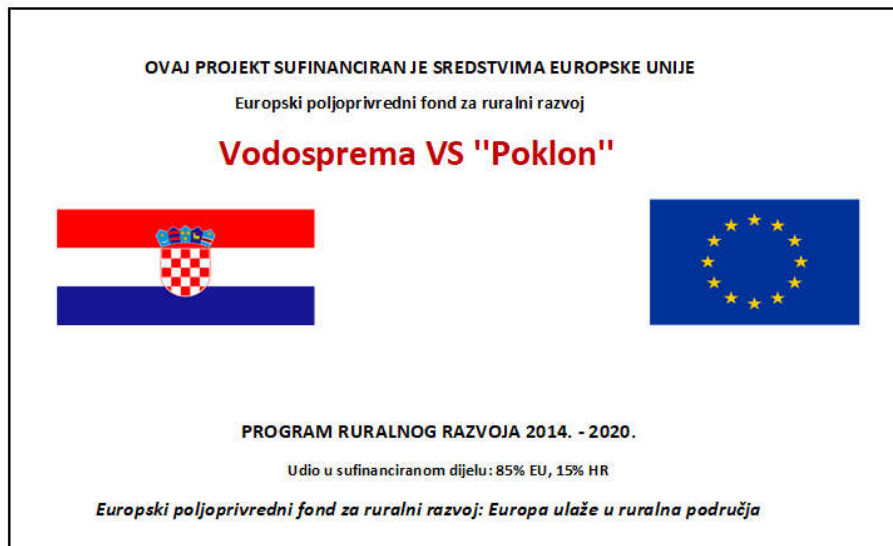 OVAJ PROJEKT SUFINANCIRAN JE SREDSTVIMA EUROPSKE UNIJE
Europski poljoprivredni fond za ruralni razvoj
Vodosprema VS "Poklon"
PROGRAM RURALNOG RAZVOJA 2014. - 2020.
Udio u sufinanciranom dijelu: 85% EU, 15% HR
Europski poljoprivredni fond za ruralni razvoj: Europa ulaže u ruralna područja